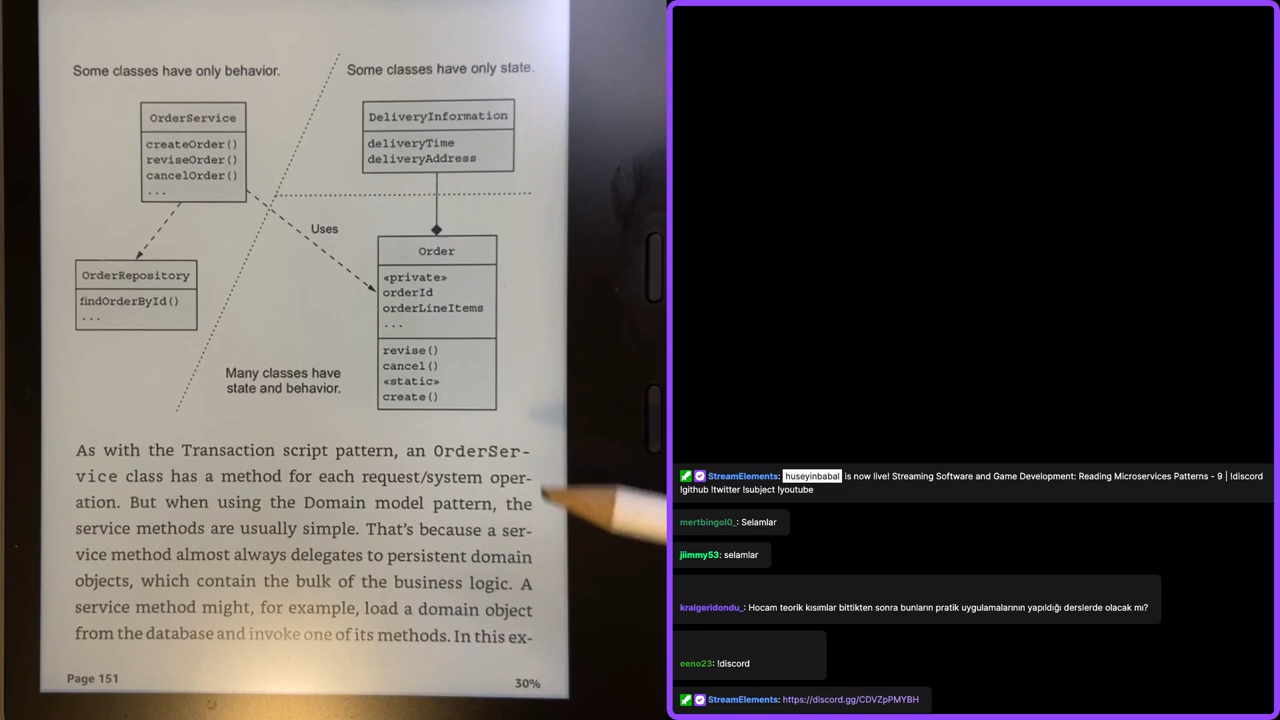 Some classes have only behavior.
Some classes have only state.
OrderService
createOrder()
reviseOrder()
cancelOrder()
...
DeliveryInformation
deliveryTime
deliveryAddress
Uses
OrderRepository
findOrderById()
...
Order
«private»
orderId
orderLineItems
...
revise()
cancel()
«static»
create()
Many classes have
state and behavior.
As with the Transaction script pattern, an OrderSer-
vice class has a method for each request/system oper-
ation. But when using the Domain model pattern, the
service methods are usually simple. That's because a ser-
vice method almost always delegates to persistent domain
objects, which contain the bulk of the business logic. A
service method might, for example, load a domain object
from the database and invoke one of its methods. In this ex-
Page 151
30%
StreamElements: huseyinbabal is now live! Streaming Software and Game Development: Reading Microservices Patterns - 9 | !discord
!github !twitter !subject !youtube
mertbingol0_: Selamlar
jiimmy53: selamlar
kralgeridondu_: Hocam teorik kısımlar bittikten sonra bunların pratik uygulamalarının yapıldığı derslerde olacak mı?
eeno23: !discord
StreamElements: https://discord.gg/CDVZpPMYBH